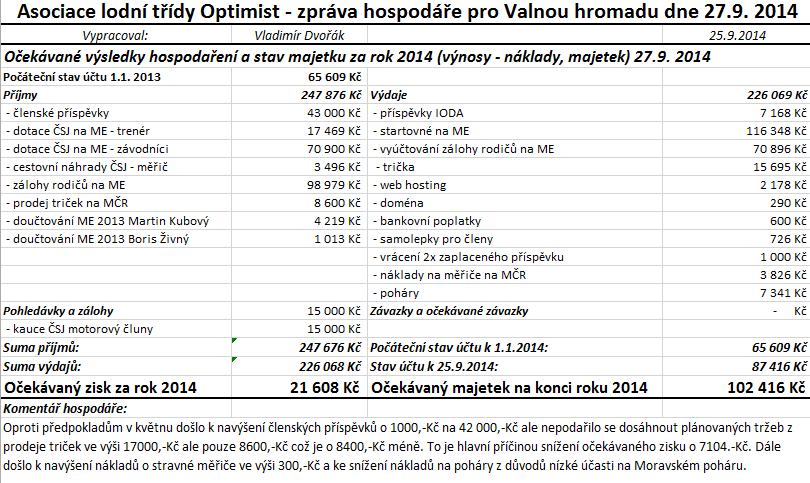 Asociace lodní třídy Optimist - zpráva hospodáře pro Valnou hromadu dne 27.9. 2014
Vypracoval: Vladimír Dvořák 25.9.2014
Očekávané výsledky hospodaření a stav majetku za rok 2014 (výnosy - náklady, majetek) 27.9. 2014
Počáteční stav účtu 1.1. 2013 65 609 Kč
Příjmy 247 876 Kč Výdaje 226 069 Kč
- členské příspěvky 43 000 Kč - příspěvky IODA 7 168 Kč
- dotace ČSJ na ME - trenér 17 469 Kč - startovné na ME 116 348 Kč
- dotace ČSJ na ME - závodníci 70 900 Kč - vyúčtování zálohy rodičů na ME 70 896 Kč
- cestovní náhrady ČSJ - měřič 3 496 Kč - trička 15 695 Kč
- zálohy rodičů na ME 98 979 Kč - web hosting 2 178 Kč
- prodej triček na MČR 8 600 Kč - doména 290 Kč
- doučtování ME 2013 Martin Kubový 4 219 Kč - bankovní poplatky 600 Kč
- doučtování ME 2013 Boris Živný 1 013 Kč - samolepky pro členy 726 Kč
- vrácení 2x zaplaceného příspěvku 1 000 Kč
- náklady na měřiče na MČR 3 826 Kč
- poháry 7 341 Kč
Pohledávky a zálohy 15 000 Kč Závazky a očekávané závazky - Kč
- kauce ČSJ motorový čluny 15 000 Kč
Suma příjmů: 247 676 Kč Počáteční stav účtu k 1.1.2014: 65 609 Kč
Suma výdajů: 226 068 Kč Stav účtu k 25.9.2014: 87 416 Kč
Očekávaný zisk za rok 2014 21 608 Kč Očekávaný majetek na konci roku 2014 102 416 Kč
Komentář hospodáře:
Oproti předpokladům v květnu došlo k navýšení členských příspěvků o 1000,-Kč na 42 000,-Kč ale nepodařilo se dosáhnout plánovaných tržeb z
prodeje triček ve výši 17000,-Kč ale pouze 8600,-Kč což je o 8400,-Kč méně. To je hlavní příčinou snížení očekávaného zisku o 7104.-Kč. Dále
došlo k navýšení nákladů o stravné měřiče ve výši 300,-Kč a ke snížení nákladů na poháry z důvodů nízké účasti na Moravském poháru.